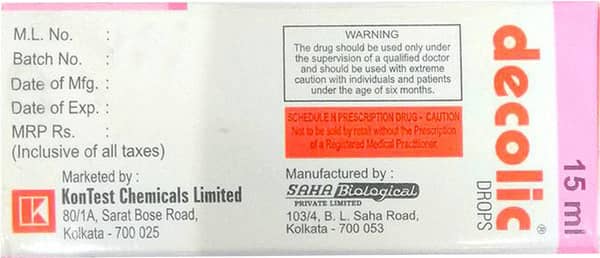 M.L. No. :
Batch No. :
Date of Mfg. :
Date of Exp. :
MRP Rs. :
(Inclusive of all taxes)
Marketed by :
KonTest Chemicals Limited
80/1A, Sarat Bose Road,
Kolkata - 700 025
WARNING
The drug should be used only under
the supervision of a qualified doctor
and should be used with extreme
caution with individuals and patients
under the age of six months.
SCHEDULE H PRESCRIPTION DRUG - CAUTION
Not to be sold by retail without the Prescription
of a Registered Medical Practitioner.
Manufactured by :
SAHA Biological
PRIVATE LIMITED
103/4, B. L. Saha Road,
Kolkata - 700 053
decolic®
DROPS
15 ml